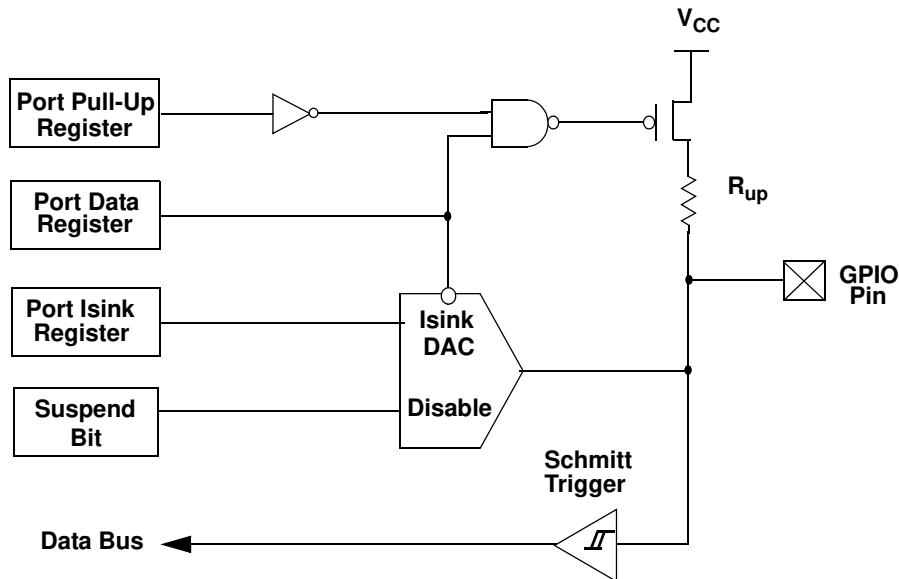 VCC
Port Pull-Up
Register
Port Data
Register
Rup
GPIO
Pin
Port Isink
Register
Isink
DAC
Disable
Suspend
Bit
Schmitt
Trigger
Data Bus